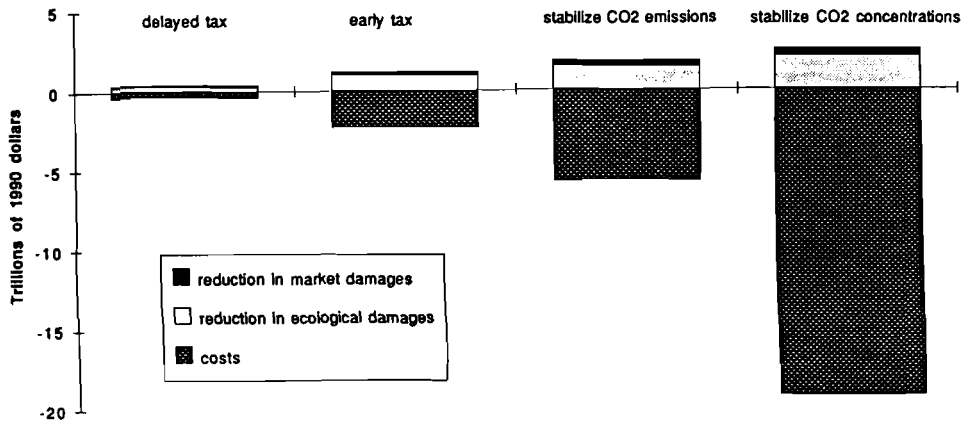 5
delayed tax
early tax
stabilize CO2 emissions
stabilize CO2 concentrations
0
-5
-10
-15
-20
Trillions of 1990 dollars
reduction in market damages
reduction in ecological damages
costs